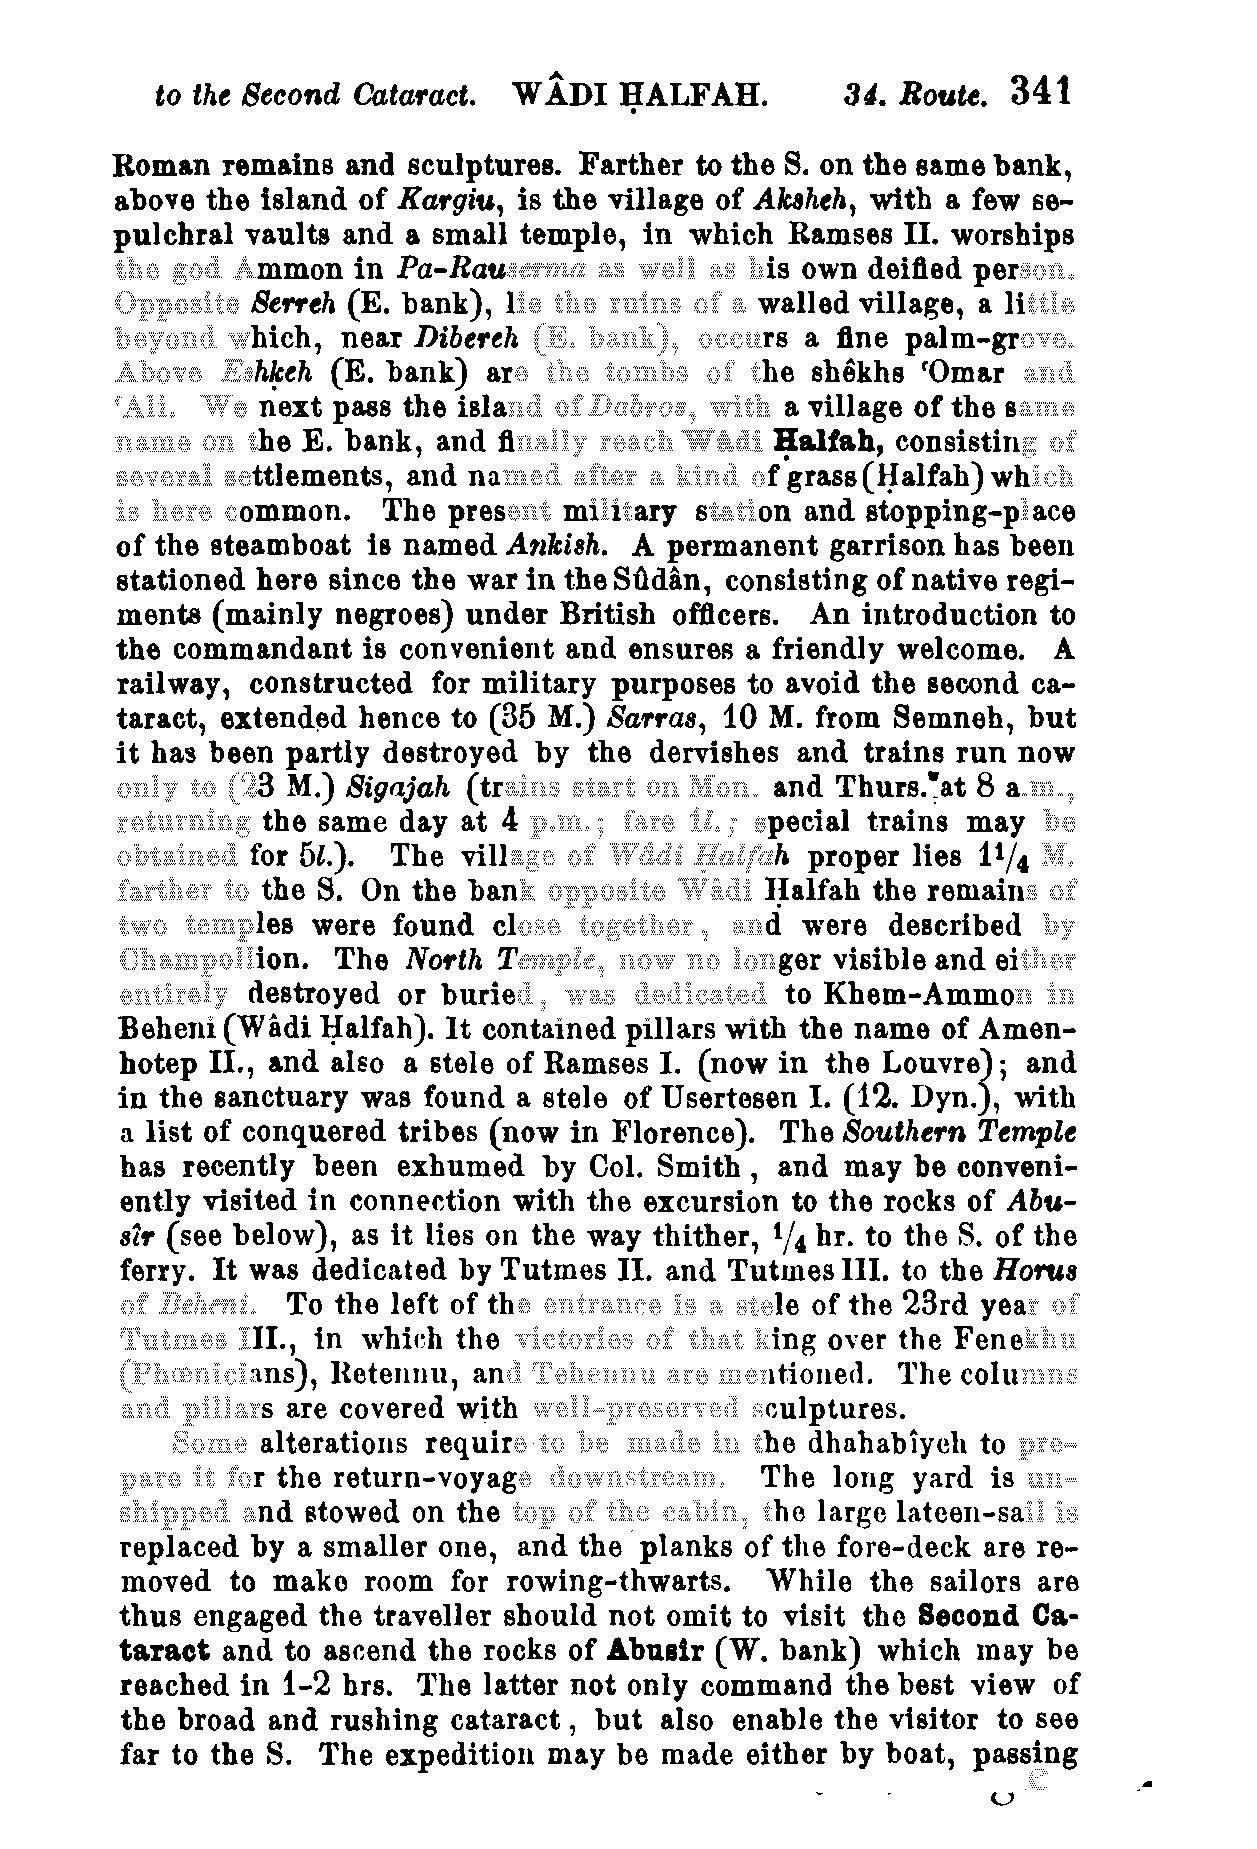 to the Second Cataract. WÂDI ḤALFAH. 34. Route. 341
Roman remains and sculptures. Farther to the S. on the same bank,
above the island of Kargiu, is the village of Aksheh, with a few se-
pulchral vaults and a small temple, in which Ramses II. worships
the god Ammon in Pa-Rauserma as well as his own deified person.
Opposite Serreh (E. bank), lie the ruins of a walled village, a little
beyond which, near Dibereh (E. bank), occurs a fine palm-grove.
Above Eshḳeh (E. bank) are the tombs of the shêkhs ʿOmar and
ʿAli. We next pass the island of Dabros, with a village of the same
name on the E. bank, and finally reach Wâdi Ḥalfah, consisting of
several settlements, and named after a kind of grass (Ḥalfah) which
is here common. The present military station and stopping-place
of the steamboat is named Ankish. A permanent garrison has been
stationed here since the war in the Sûdân, consisting of native regi-
ments (mainly negroes) under British officers. An introduction to
the commandant is convenient and ensures a friendly welcome. A
railway, constructed for military purposes to avoid the second ca-
taract, extended hence to (35 M.) Sarras, 10 M. from Semneh, but
it has been partly destroyed by the dervishes and trains run now
only to (23 M.) Sigajah (trains start on Mon. and Thurs. at 8 a.m.,
returning the same day at 4 p.m.; fare 1l.; special trains may be
obtained for 5l.). The village of Wâdi Ḥalfah proper lies 1¼ M.
farther to the S. On the bank opposite Wâdi Ḥalfah the remains of
two temples were found close together, and were described by
Champollion. The North Temple, now no longer visible and either
entirely destroyed or buried, was dedicated to Khem-Ammon in
Beheni (Wâdi Ḥalfah). It contained pillars with the name of Amen-
hotep II., and also a stele of Ramses I. (now in the Louvre); and
in the sanctuary was found a stele of Usertesen I. (12. Dyn.), with
a list of conquered tribes (now in Florence). The Southern Temple
has recently been exhumed by Col. Smith, and may be conveni-
ently visited in connection with the excursion to the rocks of Abu-
sîr (see below), as it lies on the way thither, ¼ hr. to the S. of the
ferry. It was dedicated by Tutmes II. and Tutmes III. to the Horus
of Beheni. To the left of the entrance is a stele of the 23rd year of
Tutmes III., in which the victories of that king over the Fenekhu
(Phœnicians), Retennu, and Tehennu are mentioned. The columns
and pillars are covered with well-preserved sculptures.
Some alterations require to be made in the dhahabîyeh to pre-
pare it for the return-voyage downstream. The long yard is un-
shipped and stowed on the top of the cabin, the large lateen-sail is
replaced by a smaller one, and the planks of the fore-deck are re-
moved to make room for rowing-thwarts. While the sailors are
thus engaged the traveller should not omit to visit the Second Ca-
taract and to ascend the rocks of Abusir (W. bank) which may be
reached in 1-2 hrs. The latter not only command the best view of
the broad and rushing cataract, but also enable the visitor to see
far to the S. The expedition may be made either by boat, passing